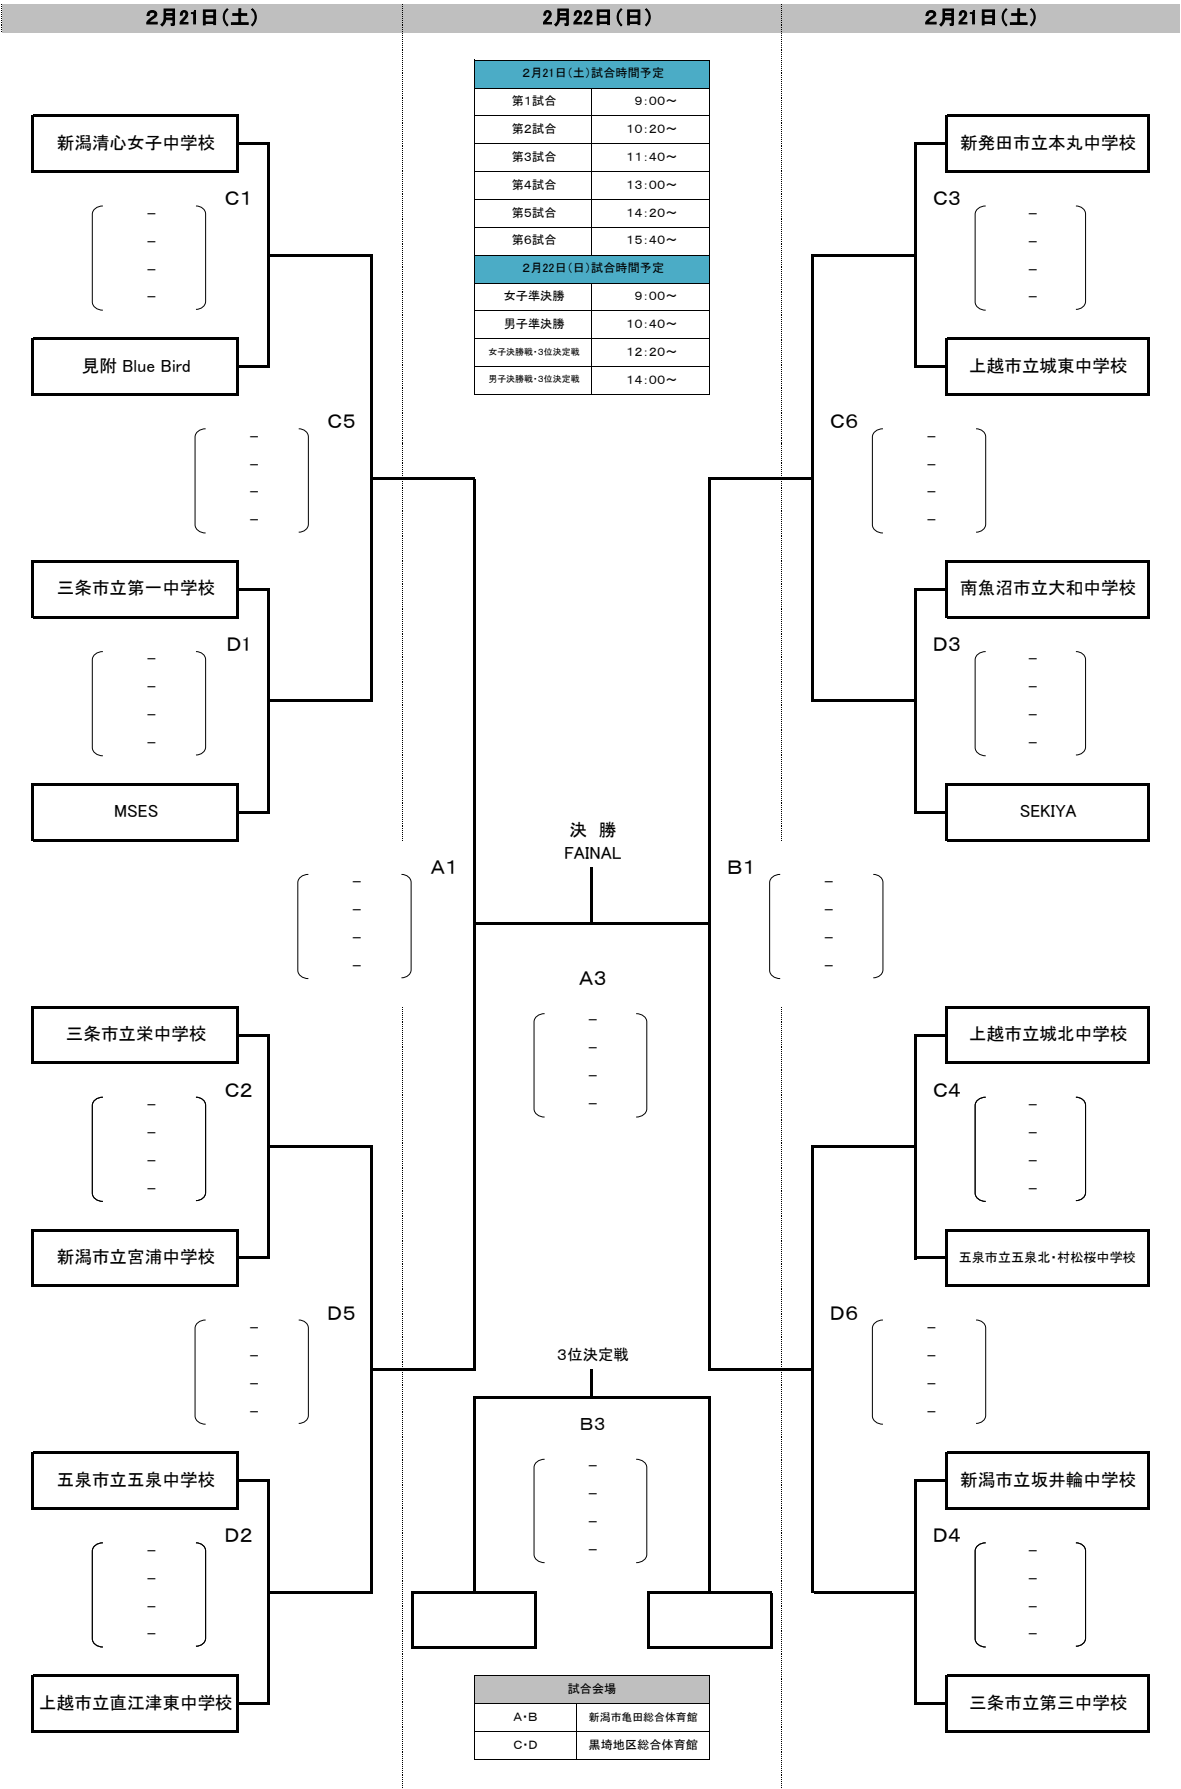 2月21日(土)
2月22日(日)
2月21日(土)
2月21日(土)試合時間予定
第1試合 9:00~
第2試合 10:20~
第3試合 11:40~
第4試合 13:00~
第5試合 14:20~
第6試合 15:40~
2月22日(日)試合時間予定
女子準決勝 9:00~
男子準決勝 10:40~
女子決勝戦・3位決定戦 12:20~
男子決勝戦・3位決定戦 14:00~
新潟清心女子中学校
C1
-
-
-
-
見附 Blue Bird
C5
-
-
-
-
三条市立第一中学校
D1
-
-
-
-
MSES
A1
-
-
-
-
三条市立栄中学校
C2
-
-
-
-
新潟市立宮浦中学校
D5
-
-
-
-
五泉市立五泉中学校
D2
-
-
-
-
上越市立直江津東中学校
決 勝
FAINAL
A3
-
-
-
-
3位決定戦
B3
-
-
-
-
試合会場
A・B 新潟市亀田総合体育館
C・D 黒埼地区総合体育館
新発田市立本丸中学校
C3
-
-
-
-
上越市立城東中学校
C6
-
-
-
-
南魚沼市立大和中学校
D3
-
-
-
-
SEKIYA
B1
-
-
-
-
上越市立城北中学校
C4
-
-
-
-
五泉市立五泉北・村松桜中学校
D6
-
-
-
-
新潟市立坂井輪中学校
D4
-
-
-
-
三条市立第三中学校